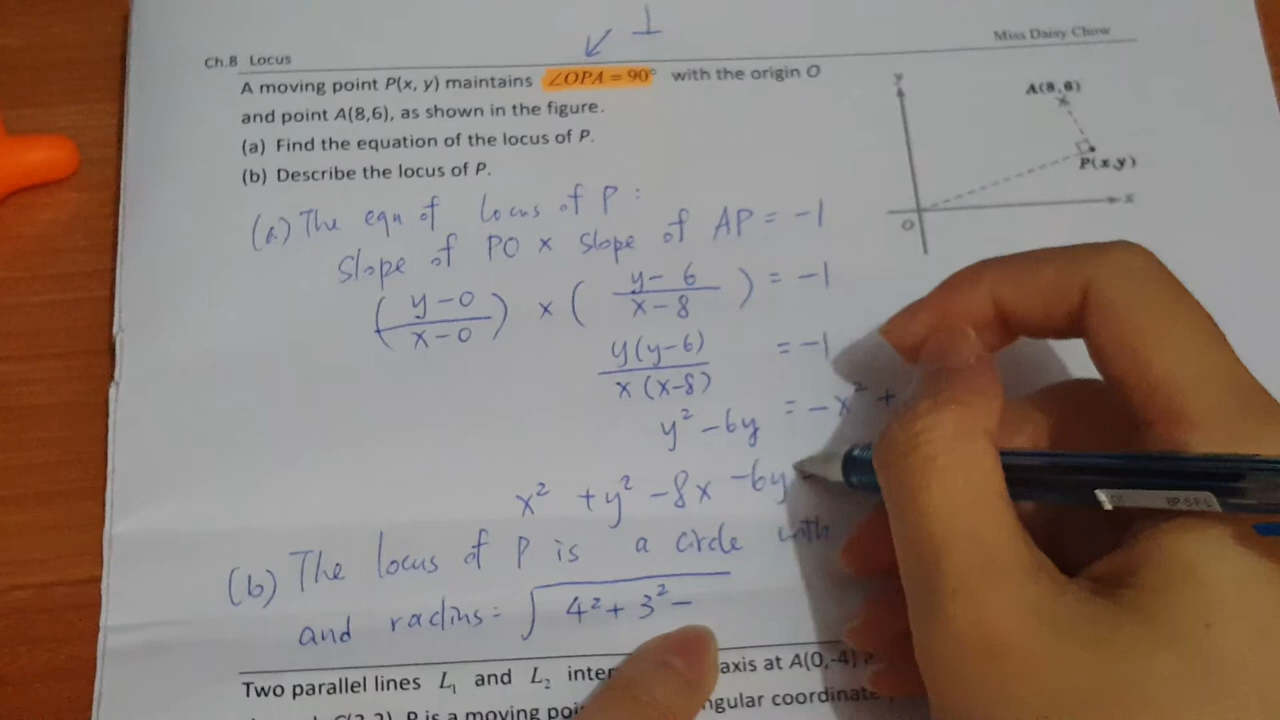 ⊥
Ch.8 Locus
Miss Daisy Chow
A moving point P(x, y) maintains ∠OPA = 90° with the origin O
and point A(8,6), as shown in the figure.
(a) Find the equation of the locus of P.
(b) Describe the locus of P.
y
A(8,6)
P(x,y)
x
O
(a) The eqn of locus of P :
slope of PO × slope of AP = -1
(y-0 / x-0) × (y-6 / x-8) = -1
y(y-6) / x(x-8) = -1
y² -6y = -x² +
x² +y² -8x -6y
(b) The locus of P is a circle with
and radius = √4²+3²-
Two parallel lines L₁ and L₂ axis at A(0,-4)
P is a moving
BP-S-F-L